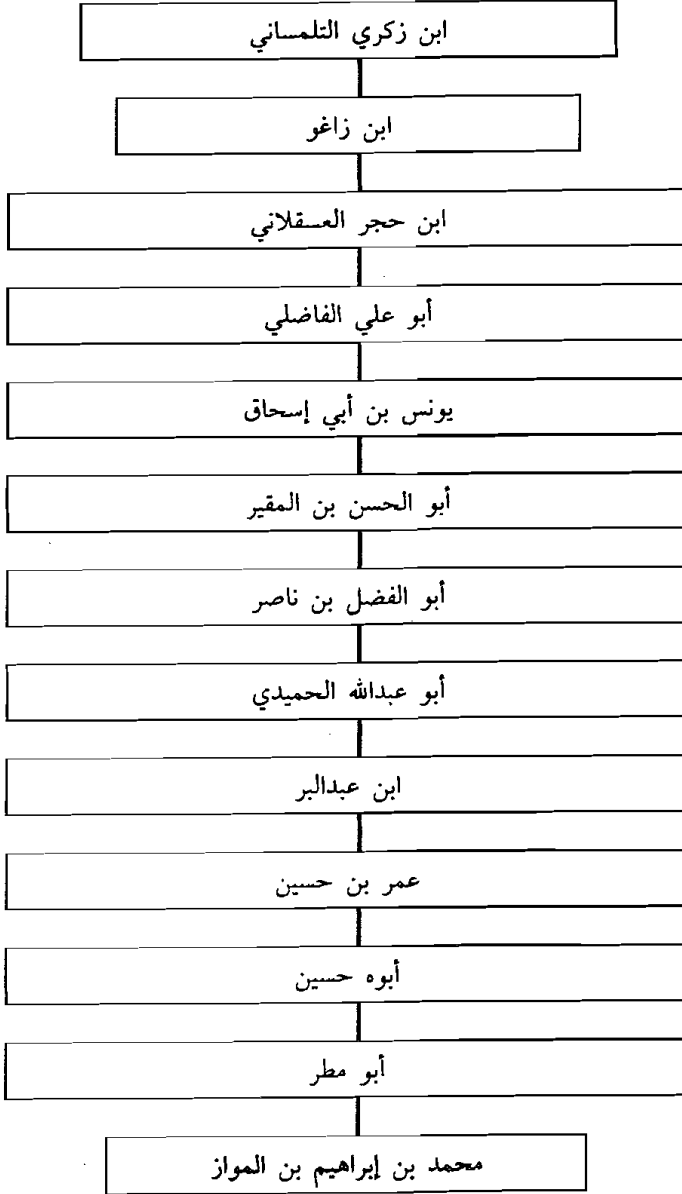 ابن زكري التلمساني
ابن زاغو
ابن حجر العسقلاني
أبو علي الفاضلي
يونس بن أبي إسحاق
أبو الحسن بن المقير
أبو الفضل بن ناصر
أبو عبدالله الحميدي
ابن عبدالبر
عمر بن حسين
أبوه حسين
أبو مطر
محمد بن إبراهيم بن المواز